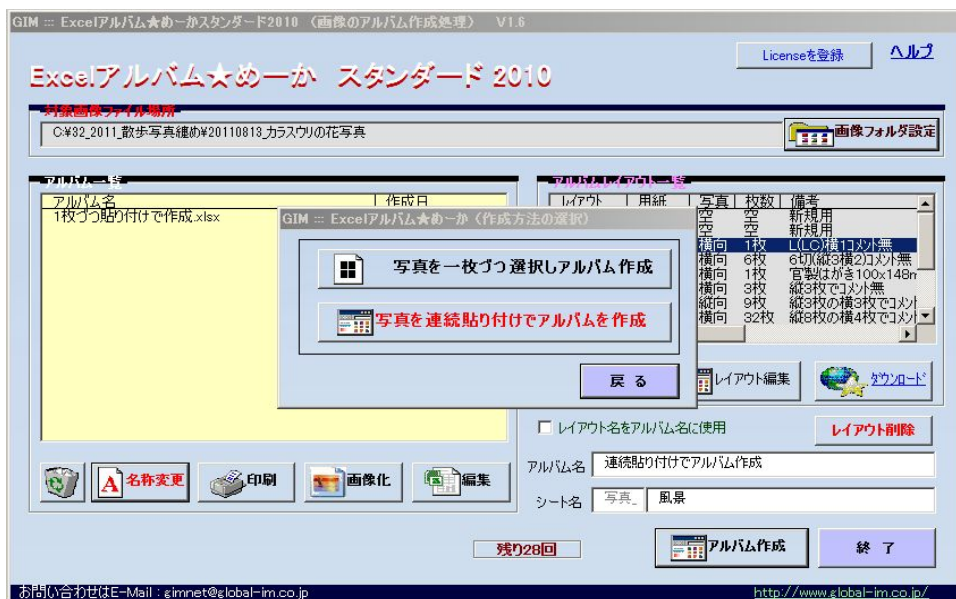 GIM ::: Excelアルバム★めーかスタンダード2010 （画像のアルバム作成処理） V1.6
Licenseを登録 ヘルプ
Excelアルバム★めーか スタンダード 2010
対象画像ファイル場所
C:¥32_2011_散歩写真纏め¥20110813_カラスウリの花写真
画像フォルダ設定
アルバム一覧
アルバム名 作成日
1枚づつ貼り付けで作成.xlsx
アルバムレイアウト一覧
レイアウト 用紙 写真 枚数 備考
空 空 新規用
空 空 新規用
横向 1枚 L(LC)横1コメント無
横向 6枚 6切(縦3横2)コメント無
横向 1枚 官製はがき100x148m
横向 3枚 縦3枚でコメント無
縦向 9枚 縦3枚の横3枚でコメント
横向 32枚 縦8枚の横4枚でコメント
GIM ::: Excelアルバム★めーか（作成方法の選択）
写真を一枚づつ選択しアルバム作成
写真を連続貼り付けでアルバムを作成
戻る
レイアウト編集
ダウンロード
レイアウト名をアルバム名に使用
レイアウト削除
アルバム名 連続貼り付けでアルバム作成
シート名 写真_ 風景
名称変更
印刷
画像化
編集
残り28回
アルバム作成
終了
お問い合わせはE-Mail : gimnet@global-im.co.jp
http://www.global-im.co.jp/